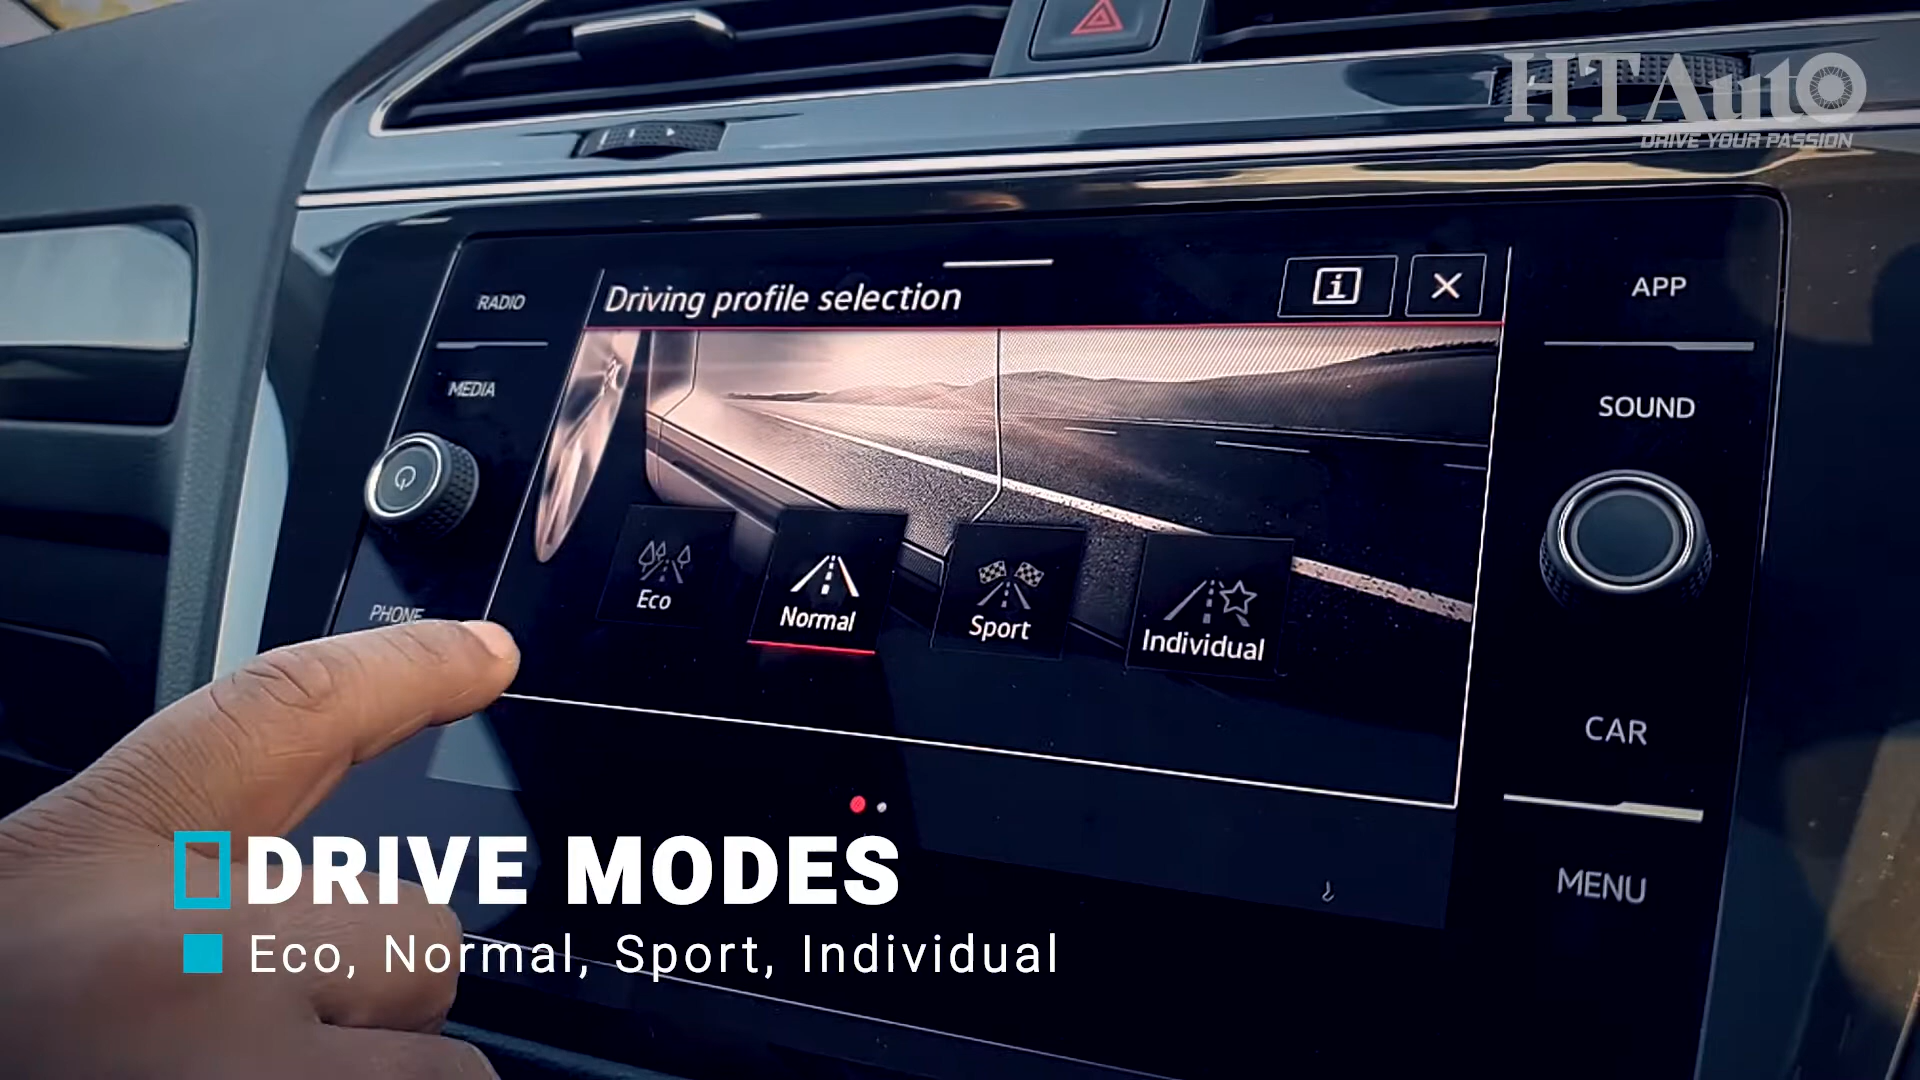 HTAuto
DRIVE YOUR PASSION
RADIO
MEDIA
PHONE
Driving profile selection
Eco
Normal
Sport
Individual
APP
SOUND
CAR
MENU
DRIVE MODES
Eco, Normal, Sport, Individual